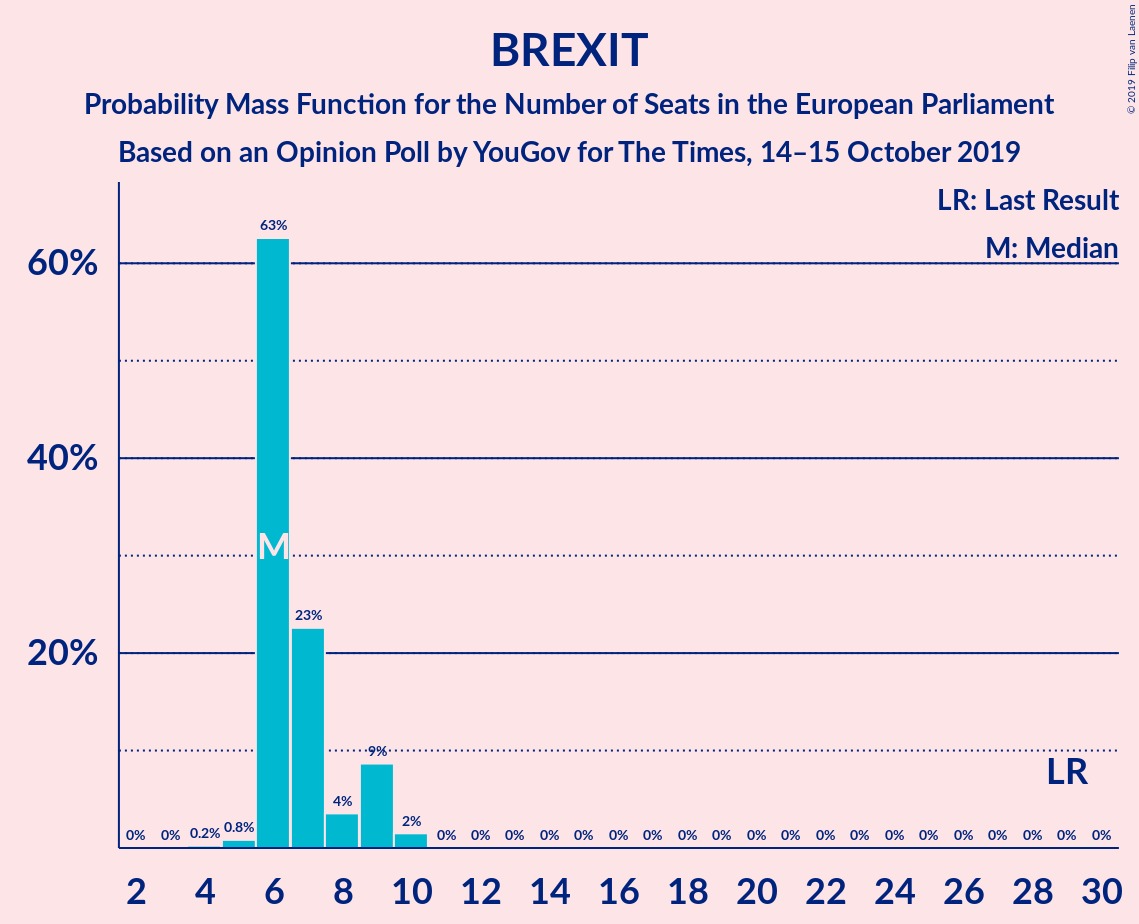 BREXIT
Probability Mass Function for the Number of Seats in the European Parliament
Based on an Opinion Poll by YouGov for The Times, 14–15 October 2019
© 2019 Filip van Laenen
LR: Last Result
M: Median
60%
40%
20%
0% 0% 0.2% 0.8% 63% 23% 4% 9% 2% 0% 0% 0% 0% 0% 0% 0% 0% 0% 0% 0% 0% 0% 0% 0% 0% 0% 0% 0% 0%
M
LR
2 4 6 8 10 12 14 16 18 20 22 24 26 28 30